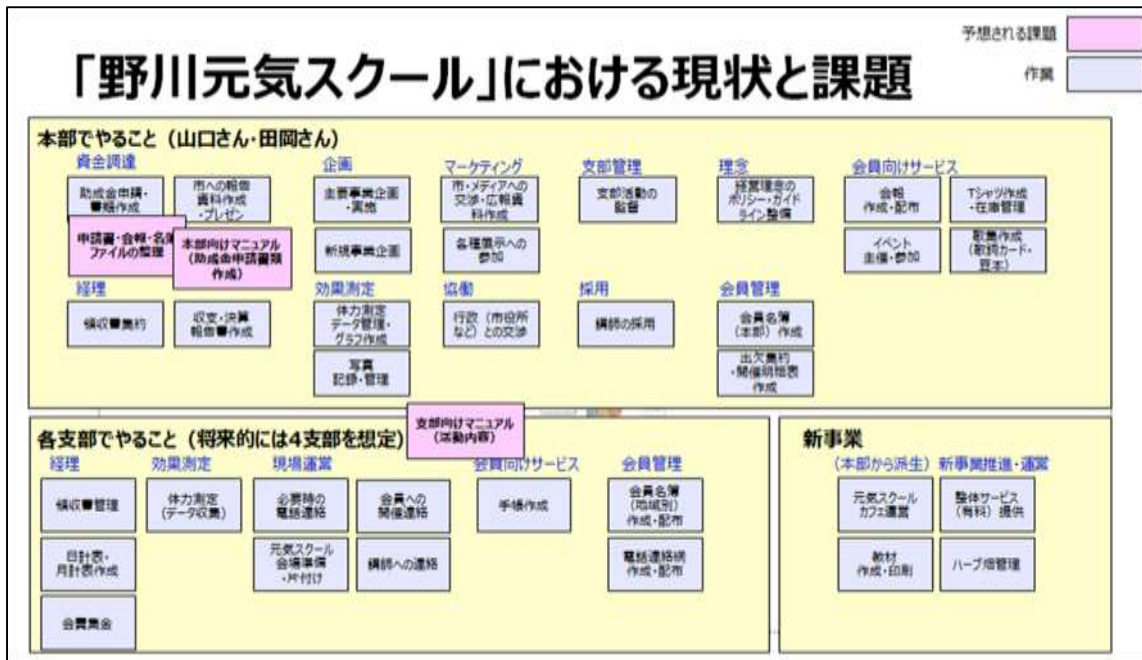 予想される課題
作業
「野川元気スクール」における現状と課題
本部でやること（山口さん・田岡さん）
資金調達
助成金申請・
書類作成
市への報告
資料作成
・プレゼン
申請書・会報・名簿
ファイルの整理
本部向けマニュアル
（助成金申請書類
作成）
企画
主要事業企画
・実施
新規事業企画
マーケティング
市・メディアへの
交渉・広報資
料作成
各種展示への
参加
支部管理
支部活動の
監督
理念
経営理念の
ポリシー・ガイド
ライン整備
会員向けサービス
会報
作成・配布
Tシャツ作成
・在庫管理
イベント
主催・参加
歌集作成
（歌詞カード・
豆本）
経理
領収書集約
収支・決算
報告書作成
効果測定
体力測定
データ管理・
グラフ作成
写真
記録・管理
協働
行政（市役所
など）との交渉
採用
講師の採用
会員管理
会員名簿
（本部）作成
出欠集約
・開催明細表
作成
支部向けマニュアル
（活動内容）
各支部でやること（将来的には4支部を想定）
経理
領収書管理
日計表・
月計表作成
会費集金
効果測定
体力測定
（データ収集）
現場運営
必要時の
電話連絡
会員への
開催連絡
元気スクール
会場準備
・片付け
講師への連絡
会員向けサービス
手帳作成
会員管理
会員名簿
（地域別）
作成・配布
電話連絡網
作成・配布
新事業
（本部から派生）新事業推進・運営
元気スクール
カフェ運営
整体サービス
（有料）提供
教材
作成・印刷
ハーブ畑管理